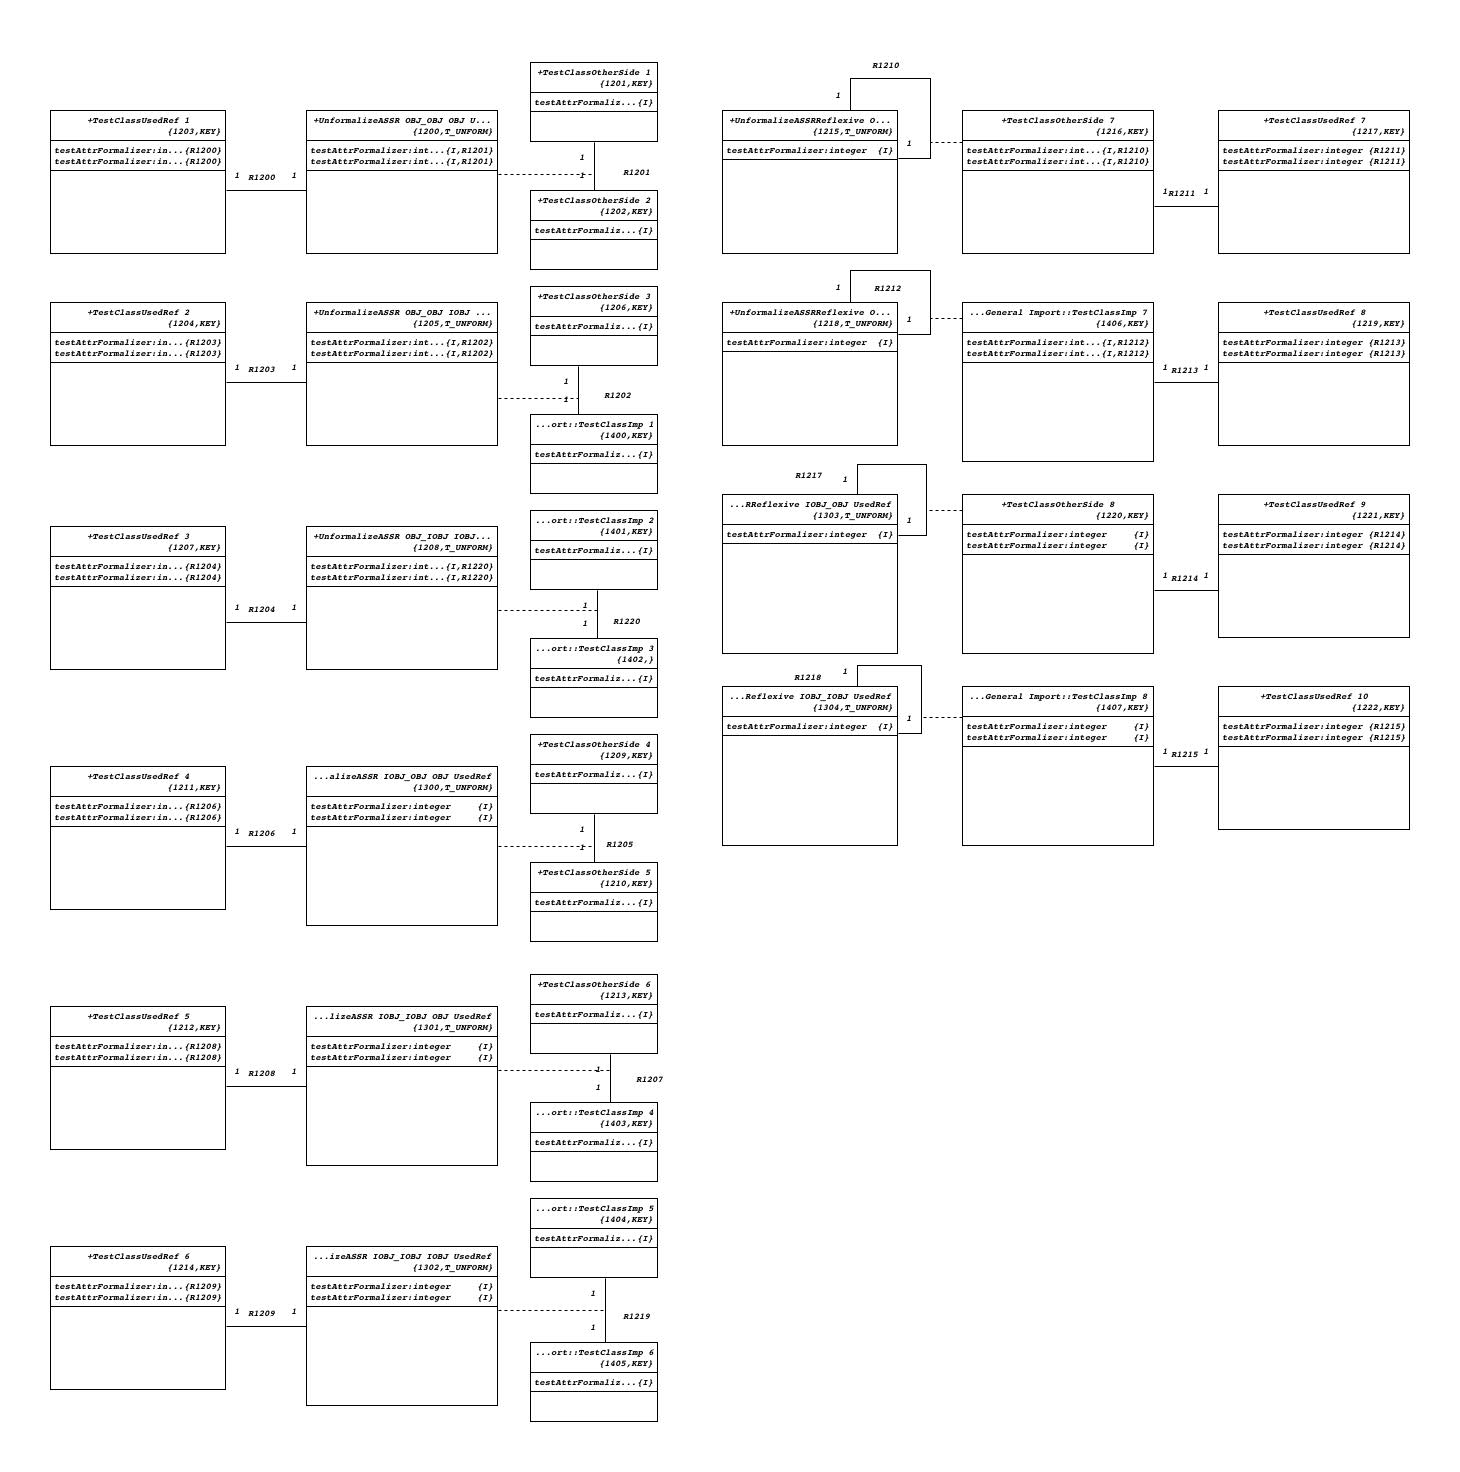 +TestClassOtherSide 1
{1201,KEY}
testAttrFormaliz...{I}
+TestClassUsedRef 1
{1203,KEY}
testAttrFormalizer:in...{R1200}
testAttrFormalizer:in...{R1200}
1 R1200 1
+UnformalizeASSR OBJ_OBJ OBJ U...
{1200,T_UNFORM}
testAttrFormalizer:int...{I,R1201}
testAttrFormalizer:int...{I,R1201}
1
1
R1201
+TestClassOtherSide 2
{1202,KEY}
testAttrFormaliz...{I}
+TestClassOtherSide 3
{1206,KEY}
testAttrFormaliz...{I}
+TestClassUsedRef 2
{1204,KEY}
testAttrFormalizer:in...{R1203}
testAttrFormalizer:in...{R1203}
1 R1203 1
+UnformalizeASSR OBJ_OBJ IOBJ ...
{1205,T_UNFORM}
testAttrFormalizer:int...{I,R1202}
testAttrFormalizer:int...{I,R1202}
1
1
R1202
...ort::TestClassImp 1
{1400,KEY}
testAttrFormaliz...{I}
...ort::TestClassImp 2
{1401,KEY}
testAttrFormaliz...{I}
+TestClassUsedRef 3
{1207,KEY}
testAttrFormalizer:in...{R1204}
testAttrFormalizer:in...{R1204}
1 R1204 1
+UnformalizeASSR OBJ_IOBJ IOBJ...
{1208,T_UNFORM}
testAttrFormalizer:int...{I,R1220}
testAttrFormalizer:int...{I,R1220}
1
1
R1220
...ort::TestClassImp 3
{1402,}
testAttrFormaliz...{I}
+TestClassOtherSide 4
{1209,KEY}
testAttrFormaliz...{I}
+TestClassUsedRef 4
{1211,KEY}
testAttrFormalizer:in...{R1206}
testAttrFormalizer:in...{R1206}
1 R1206 1
...alizeASSR IOBJ_OBJ OBJ UsedRef
{1300,T_UNFORM}
testAttrFormalizer:integer {I}
testAttrFormalizer:integer {I}
1
1
R1205
+TestClassOtherSide 5
{1210,KEY}
testAttrFormaliz...{I}
+TestClassOtherSide 6
{1213,KEY}
testAttrFormaliz...{I}
+TestClassUsedRef 5
{1212,KEY}
testAttrFormalizer:in...{R1208}
testAttrFormalizer:in...{R1208}
1 R1208 1
...lizeASSR IOBJ_IOBJ OBJ UsedRef
{1301,T_UNFORM}
testAttrFormalizer:integer {I}
testAttrFormalizer:integer {I}
1
1
R1207
...ort::TestClassImp 4
{1403,KEY}
testAttrFormaliz...{I}
...ort::TestClassImp 5
{1404,KEY}
testAttrFormaliz...{I}
+TestClassUsedRef 6
{1214,KEY}
testAttrFormalizer:in...{R1209}
testAttrFormalizer:in...{R1209}
1 R1209 1
...izeASSR IOBJ_IOBJ IOBJ UsedRef
{1302,T_UNFORM}
testAttrFormalizer:integer {I}
testAttrFormalizer:integer {I}
1
1
R1219
...ort::TestClassImp 6
{1405,KEY}
testAttrFormaliz...{I}
R1210
1
+UnformalizeASSRReflexive O...
{1215,T_UNFORM}
testAttrFormalizer:integer {I}
1
+TestClassOtherSide 7
{1216,KEY}
testAttrFormalizer:int...{I,R1210}
testAttrFormalizer:int...{I,R1210}
1 R1211 1
+TestClassUsedRef 7
{1217,KEY}
testAttrFormalizer:integer {R1211}
testAttrFormalizer:integer {R1211}
1
R1212
+UnformalizeASSRReflexive O...
{1218,T_UNFORM}
testAttrFormalizer:integer {I}
1
...General Import::TestClassImp 7
{1406,KEY}
testAttrFormalizer:int...{I,R1212}
testAttrFormalizer:int...{I,R1212}
1 R1213 1
+TestClassUsedRef 8
{1219,KEY}
testAttrFormalizer:integer {R1213}
testAttrFormalizer:integer {R1213}
R1217
1
...RReflexive IOBJ_OBJ UsedRef
{1303,T_UNFORM}
testAttrFormalizer:integer {I}
1
+TestClassOtherSide 8
{1220,KEY}
testAttrFormalizer:integer {I}
testAttrFormalizer:integer {I}
1 R1214 1
+TestClassUsedRef 9
{1221,KEY}
testAttrFormalizer:integer {R1214}
testAttrFormalizer:integer {R1214}
R1218
1
...Reflexive IOBJ_IOBJ UsedRef
{1304,T_UNFORM}
testAttrFormalizer:integer {I}
1
...General Import::TestClassImp 8
{1407,KEY}
testAttrFormalizer:integer {I}
testAttrFormalizer:integer {I}
1 R1215 1
+TestClassUsedRef 10
{1222,KEY}
testAttrFormalizer:integer {R1215}
testAttrFormalizer:integer {R1215}